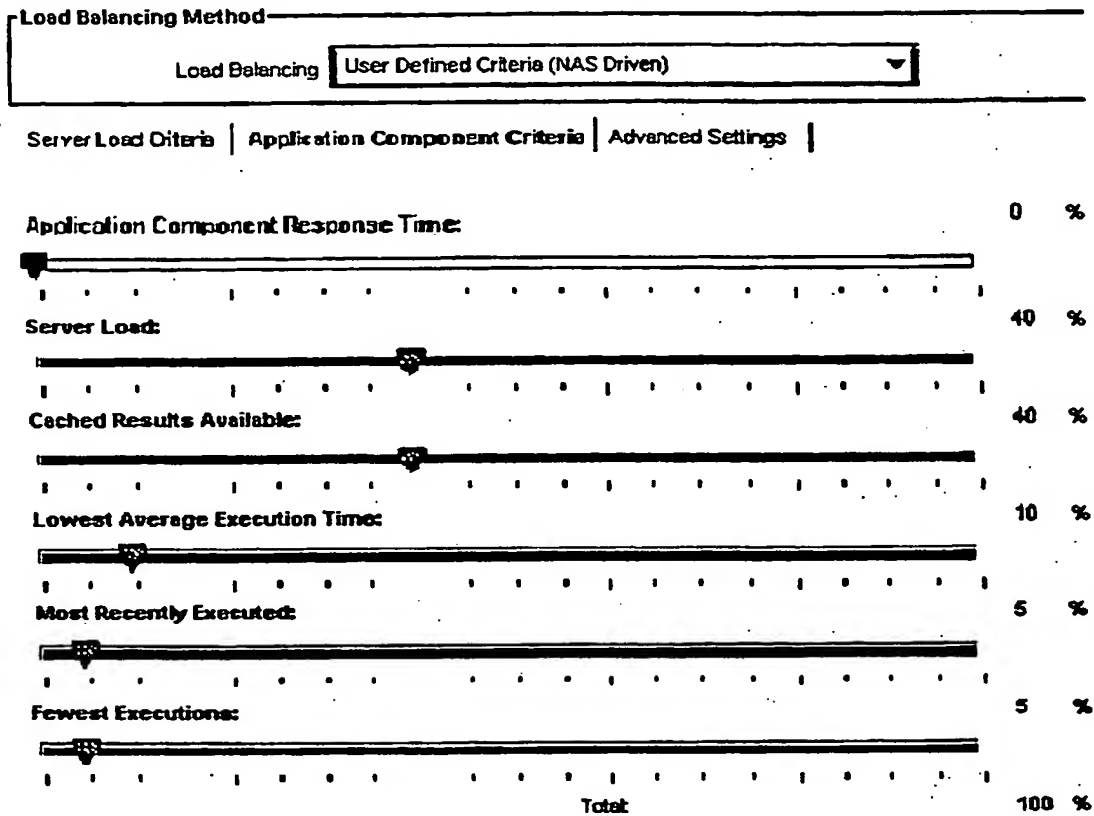 Load Balancing Method
Load Balancing User Defined Criteria (NAS Driven)
Server Load Criteria | Application Component Criteria | Advanced Settings |
Application Component Response Time: 0 %
Server Load: 40 %
Cached Results Available: 40 %
Lowest Average Execution Time: 10 %
Most Recently Executed: 5 %
Fewest Executions: 5 %
Total: 100 %